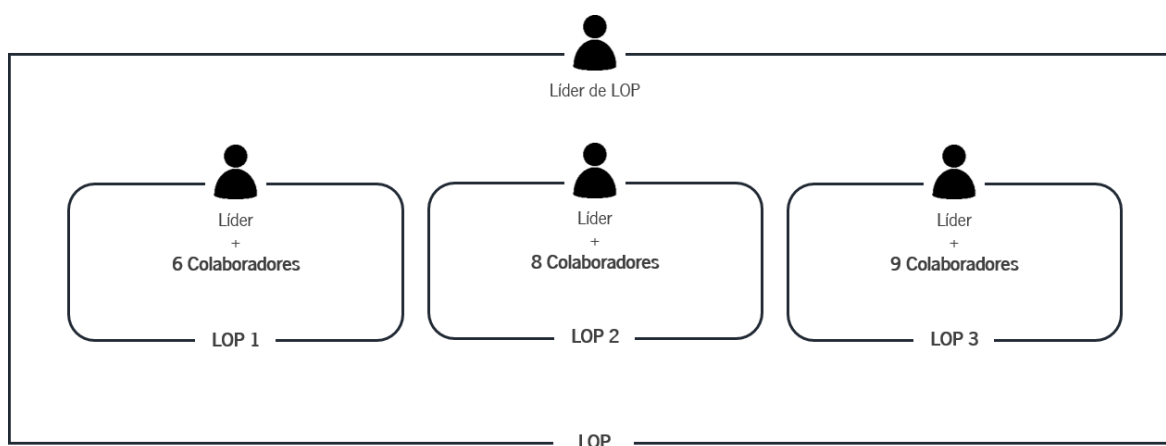 Líder de LOP
Líder
+
6 Colaboradores
LOP 1
Líder
+
8 Colaboradores
LOP 2
Líder
+
9 Colaboradores
LOP 3
LOP